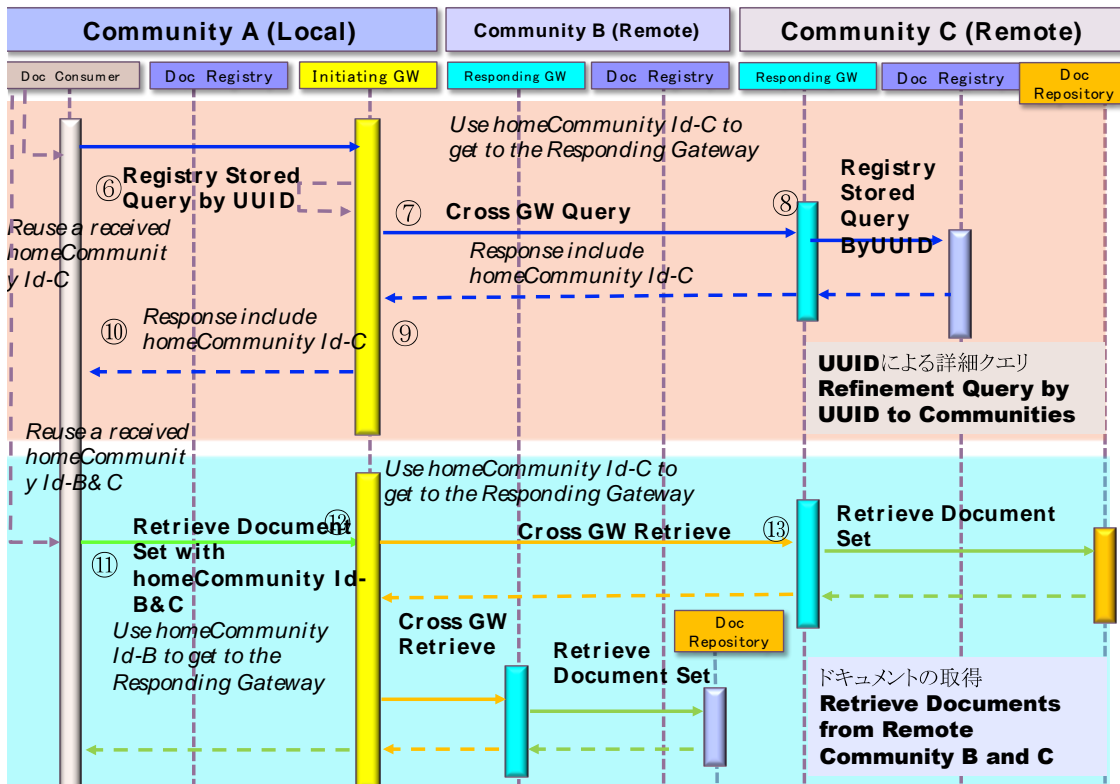 Community A (Local)
Community B (Remote)
Community C (Remote)
Doc Consumer
Doc Registry
Initiating GW
Responding GW
Doc Registry
Responding GW
Doc Registry
Doc
Repository
Use homeCommunity Id-C to
get to the Responding Gateway
⑥
Registry Stored
Query by UUID
⑦
Cross GW Query
⑧
Registry
Stored
Query
ByUUID
Reuse a received
homeCommunit
y Id-C
Response include
homeCommunity Id-C
⑩
Response include
homeCommunity Id-C
⑨
UUIDによる詳細クエリ
Refinement Query by
UUID to Communities
Reuse a received
homeCommunit
y Id-B&C
Use homeCommunity Id-C to
get to the Responding Gateway
⑪
Retrieve Document
Set with
homeCommunity Id-
B&C
⑫
Cross GW Retrieve
⑬
Retrieve Document
Set
Use homeCommunity
Id-B to get to the
Responding Gateway
Cross GW
Retrieve
Retrieve
Document Set
Doc
Repository
ドキュメントの取得
Retrieve Documents
from Remote
Community B and C